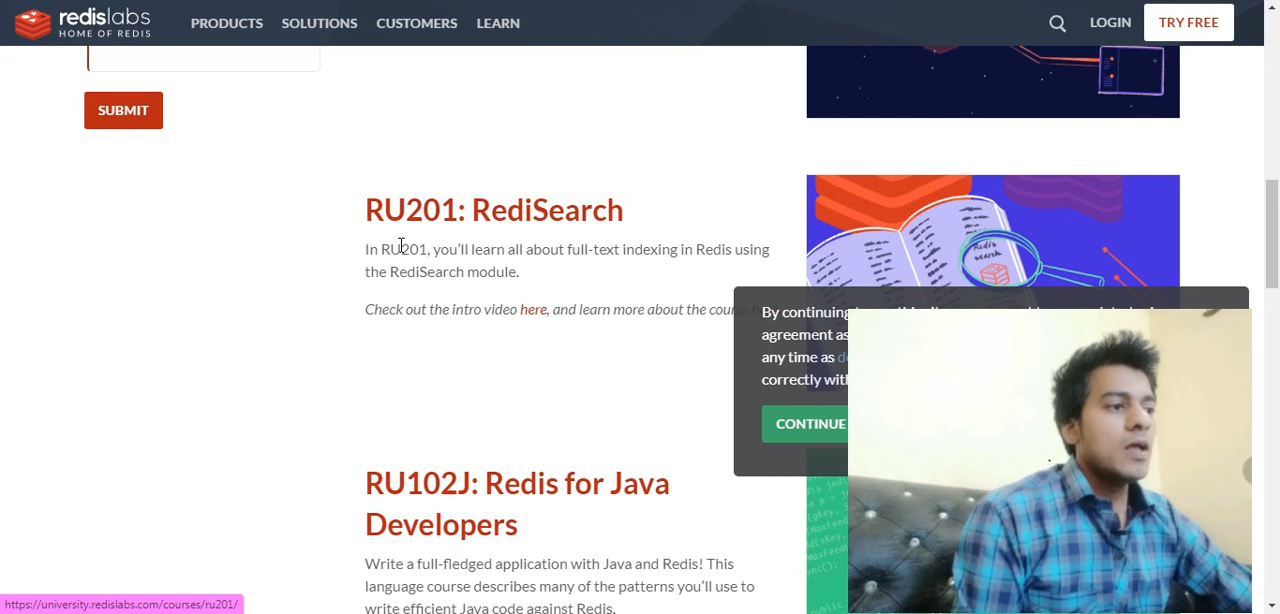 redislabs
HOME OF REDIS
PRODUCTS SOLUTIONS CUSTOMERS LEARN
LOGIN TRY FREE
SUBMIT
RU201: RediSearch
In RU201, you'll learn all about full-text indexing in Redis using
the RediSearch module.
Check out the intro video here, and learn more about the course
Redis
search
By continuing
agreement as
any time as
correctly with
CONTINUE
RU102J: Redis for Java
Developers
Write a full-fledged application with Java and Redis! This
language course describes many of the patterns you'll use to
write efficient Java code against Redis.
https://university.redislabs.com/courses/ru201/